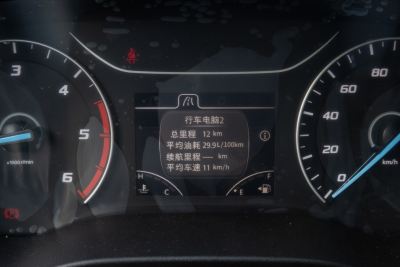 3
4
5
6
x1000r/min
行车电脑2
总里程 12 km
平均油耗 29.9L/100km
续航里程 ---- km
平均车速 11 km/h
H
C
E
F
80
60
40
20
0
km/h